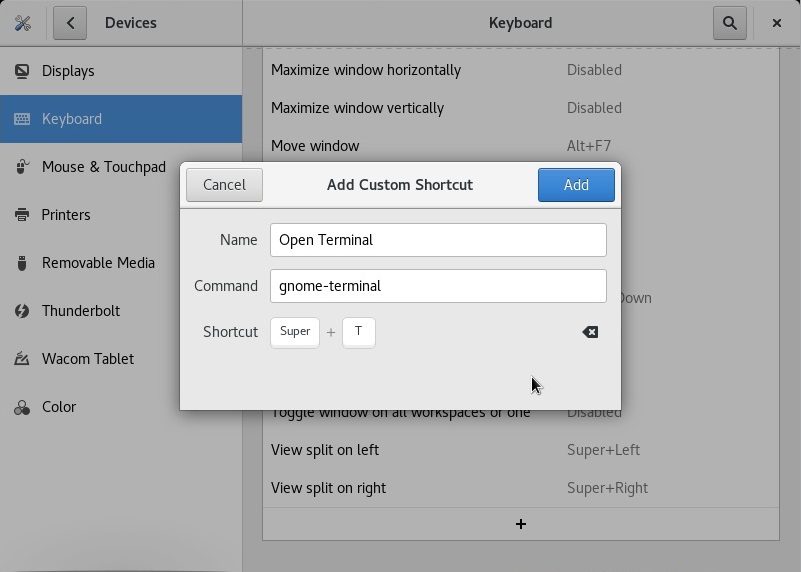 Devices
Keyboard
Displays
Keyboard
Mouse & Touchpad
Printers
Removable Media
Thunderbolt
Wacom Tablet
Color
Maximize window horizontally Disabled
Maximize window vertically Disabled
Move window Alt+F7
Cancel Add Custom Shortcut Add
Name Open Terminal
Command gnome-terminal
Shortcut Super + T
Down
Toggle window on all workspaces or one Disabled
View split on left Super+Left
View split on right Super+Right
+